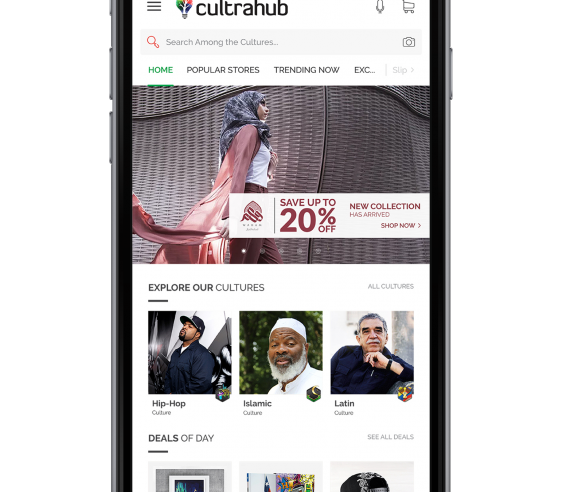 cultrahub
Search Among the Cultures...
HOME POPULAR STORES TRENDING NOW EXC... Slip >
SAVE UP TO
20% OFF
NEW COLLECTION
HAS ARRIVED
SHOP NOW >
EXPLORE OUR CULTURES ALL CULTURES
Hip-Hop Islamic Latin
Culture Culture Culture
DEALS OF DAY SEE ALL DEALS